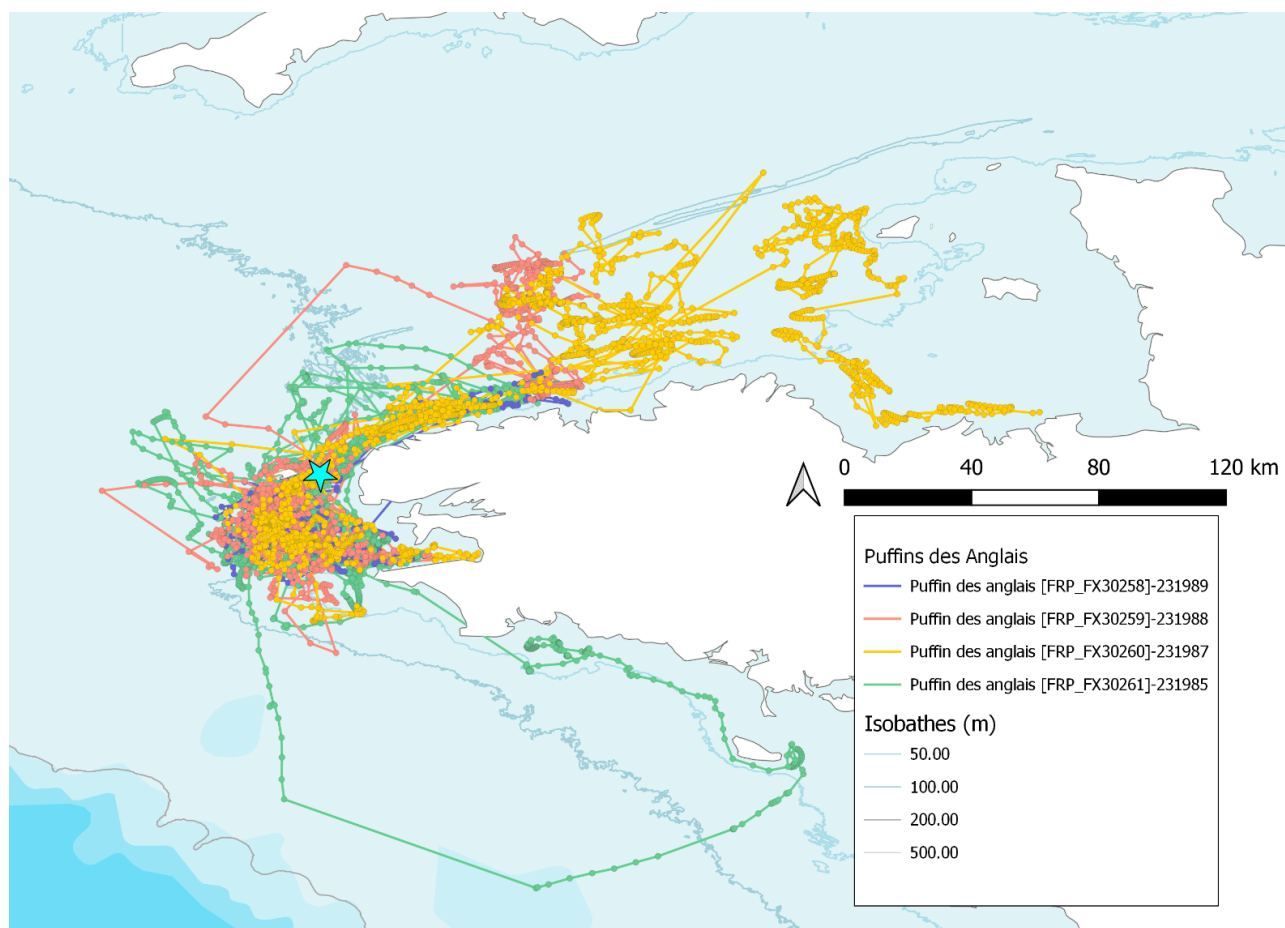 0 40 80 120 km
Puffins des Anglais
Puffin des anglais [FRP_FX30258]-231989
Puffin des anglais [FRP_FX30259]-231988
Puffin des anglais [FRP_FX30260]-231987
Puffin des anglais [FRP_FX30261]-231985
Isobathes (m)
50.00
100.00
200.00
500.00